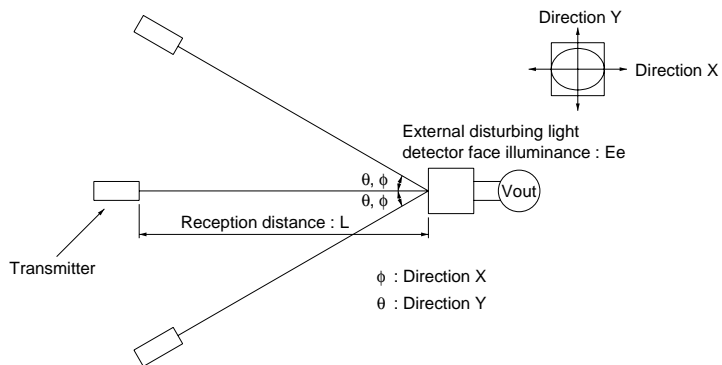 Direction Y
Direction X
External disturbing light
detector face illuminance : Ee
θ, ϕ
θ, ϕ
Vout
Reception distance : L
Transmitter
ϕ : Direction X
θ : Direction Y